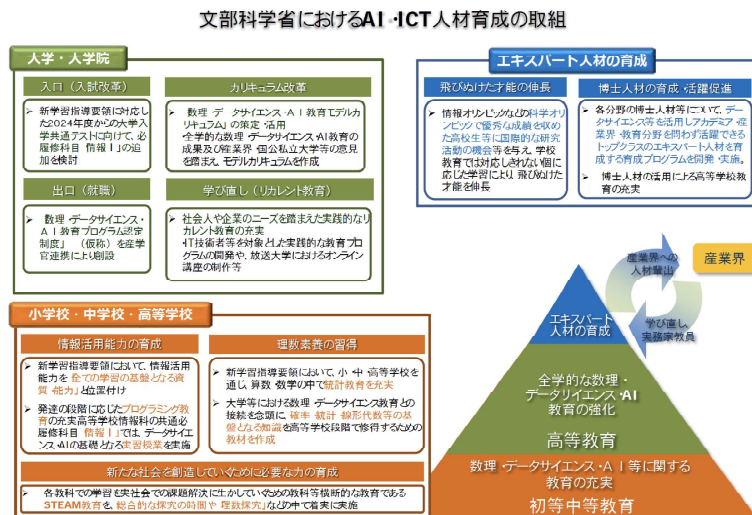 文部科学省におけるAI・ICT人材育成の取組
大学・大学院
入口（入試改革）
➢ 新学習指導要領に対応し
た2024年度からの大学入
学共通テストに向けて、必
履修科目「情報Ⅰ」の追
加を検討
カリキュラム改革
➢ 「数理・データサイエンス・AI教育モデルカ
リキュラム」の策定・活用
・全学的な数理・データサイエンス・AI教育の
成果及び産業界・国公私立大学等の意見
を踏まえ、モデルカリキュラムを作成
出口（就職）
➢ 「数理・データサイエンス・
AI教育プログラム認定
制度」（仮称）を産学
官連携により創設
学び直し（リカレント教育）
➢ 社会人や企業のニーズを踏まえた実践的なリ
カレント教育の充実
・IT技術者等を対象とした実践的な教育プロ
グラムの開発や、放送大学におけるオンライン
講座の制作等
エキスパート人材の育成
飛びぬけた才能の伸長
➢ 情報オリンピックなどの科学オ
リンピックで優秀な成績を収め
た高校生等に国際的な研究
活動の機会等を与え、学校
教育では対応しきれない個に
応じた学習により、飛びぬけた
才能を伸長
博士人材の育成・活躍促進
➢ 各分野の博士人材等について、デー
タサイエンス等を活用しアカデミア・産
業界・教育分野を問わず活躍できる
トップクラスのエキスパート人材を育
成する育成プログラムを開発・実施。
➢ 博士人材の活用による高等学校教
育の充実
産業界への
人材輩出
産業界
学び直し
実務家教員
エキスパート
人材の育成
全学的な数理・
データサイエンス・AI
教育の強化
高等教育
数理・データサイエンス・AI等に関する
教育の充実
初等中等教育
小学校・中学校・高等学校
情報活用能力の育成
➢ 新学習指導要領において、情報活用
能力を「全ての学習の基盤となる資
質・能力」と位置付け
➢ 発達の段階に応じたプログラミング教
育の充実高等学校情報科の共通必
履修科目「情報Ⅰ」では、データサイエ
ンス・AIの基礎となる実習授業を実施
理数素養の習得
➢ 新学習指導要領において、小・中・高等学校を
通じ、算数・数学の中で統計教育を充実
➢ 大学等における数理・データサイエンス教育との
接続を念頭に、確率・統計・線形代数等の基
盤となる知識を高等学校段階で修得するための
教材を作成
新たな社会を創造していくために必要な力の育成
➢ 各教科での学習を実社会での課題解決に生かしていくための教科等横断的な教育である
STEAM教育を、「総合的な探究の時間」や「理数探究」などの中で着実に実施